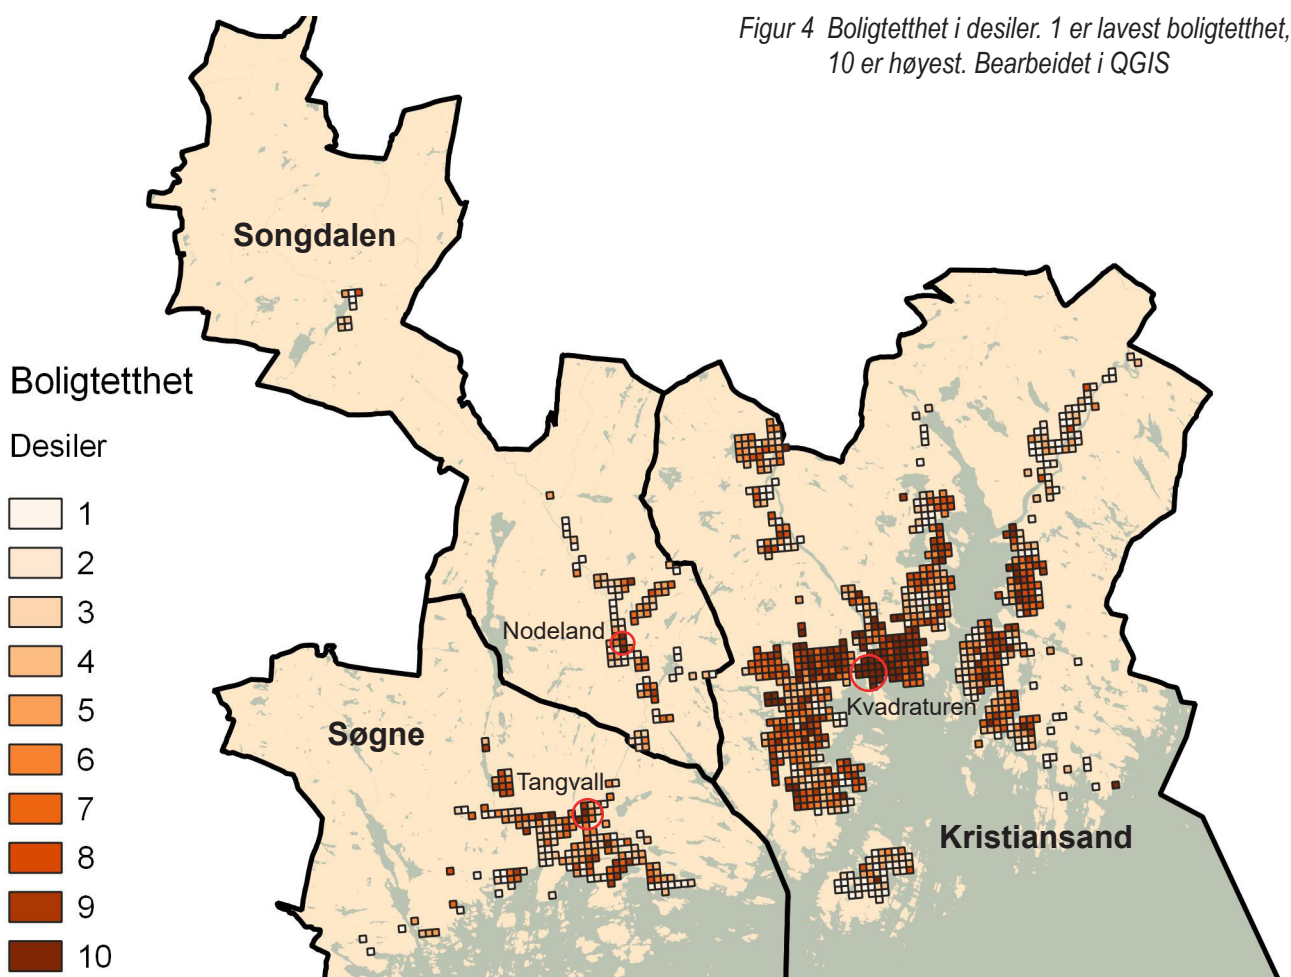 Figur 4 Boligtetthet i desiler. 1 er lavest boligtetthet,
10 er høyest. Bearbeidet i QGIS
Songdalen
Boligtetthet
Desiler
1
2
3
4
5
6
7
8
9
10
Nodeland
Kvadraturen
Søgne
Tangvall
Kristiansand